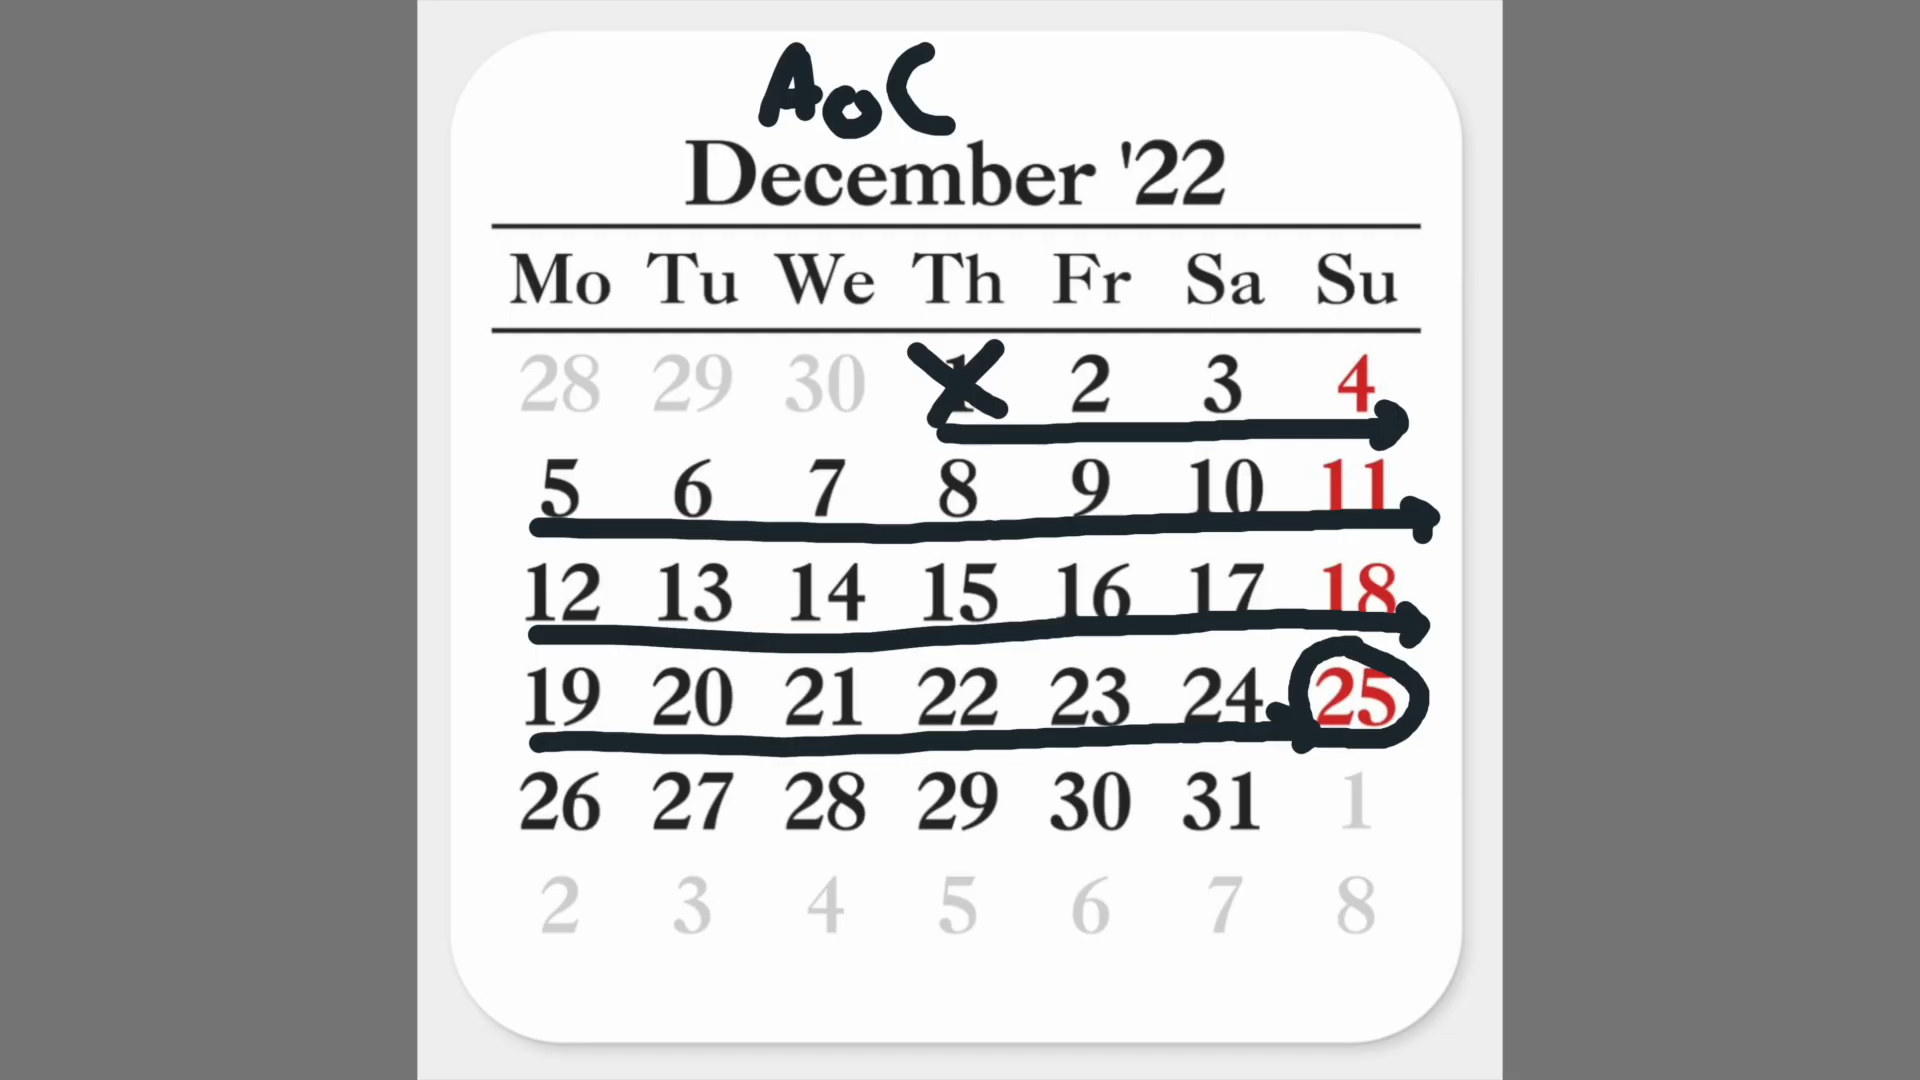 AoC
December '22
Mo Tu We Th Fr Sa Su
28 29 30 1 2 3 4
5 6 7 8 9 10 11
12 13 14 15 16 17 18
19 20 21 22 23 24 25
26 27 28 29 30 31 1
2 3 4 5 6 7 8